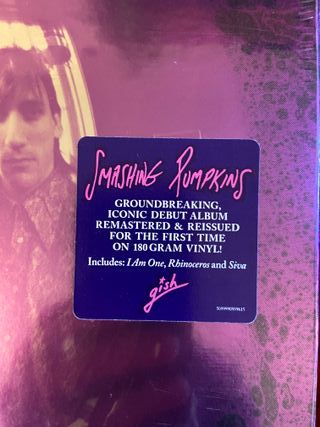 SMASHING PUMPKINS
GROUNDBREAKING,
ICONIC DEBUT ALBUM
REMASTERED & REISSUED
FOR THE FIRST TIME
ON 180 GRAM VINYL!
Includes: I Am One, Rhinoceros and Siva
gish